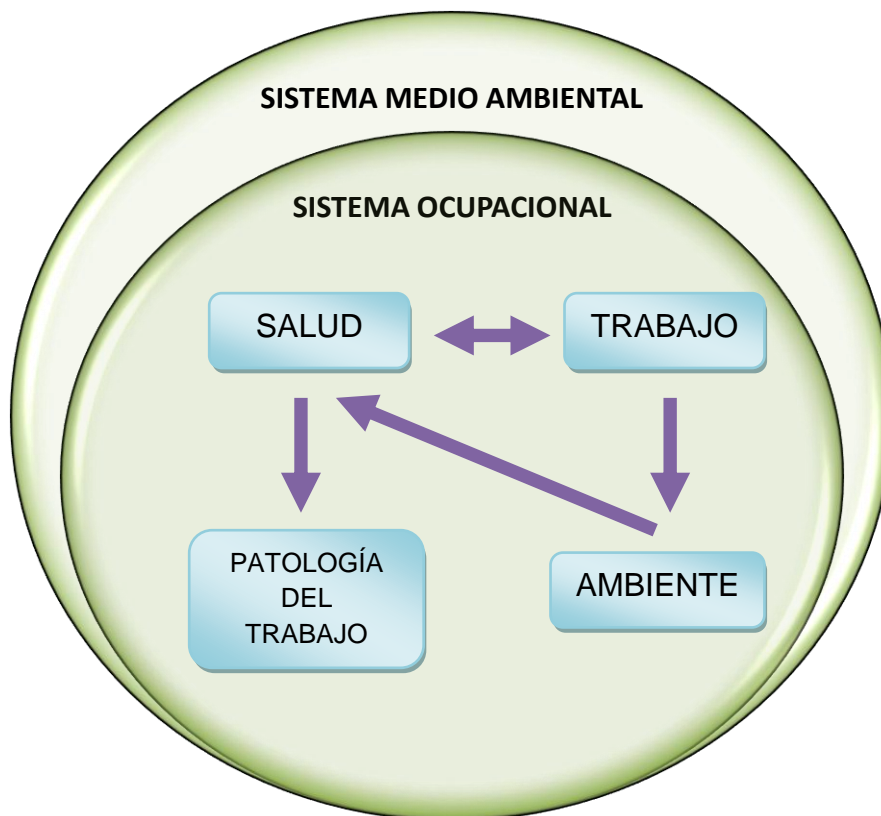 SISTEMA MEDIO AMBIENTAL
SISTEMA OCUPACIONAL
SALUD
TRABAJO
PATOLOGÍA
DEL
TRABAJO
AMBIENTE